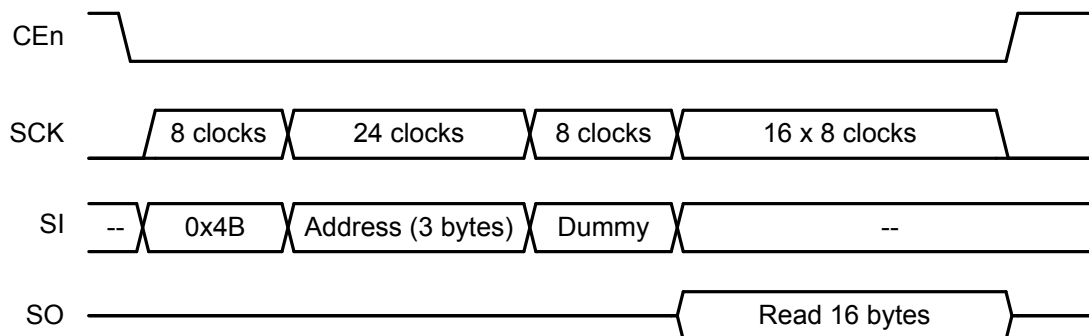 CEn
SCK 8 clocks 24 clocks 8 clocks 16 x 8 clocks
SI -- 0x4B Address (3 bytes) Dummy --
SO Read 16 bytes